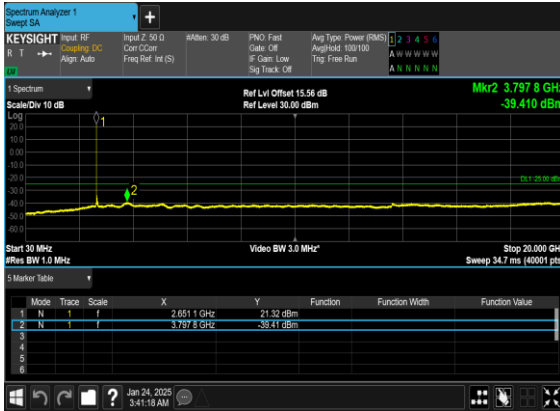 Spectrum Analyzer 1
Swept SA
+
KEYSIGHT Input: RF Input Z: 50 Ω #Atten: 30 dB PNO: Fast Avg Type: Power (RMS) 1 2 3 4 5 6
R T Coupling: DC Corr CCorr Gate: Off Avg|Hold: 100/100 A W W W W W
Align: Auto Freq Ref: Int (S) IF Gain: Low Trig: Free Run
LXI Sig Track: Off A N N N N N
1 Spectrum Ref Lvl Offset 15.56 dB Mkr2 3.797 8 GHz
Scale/Div 10 dB Ref Level 30.00 dBm -39.410 dBm
Log
20.0
10.0
0.00
-10.0
-20.0
-30.0
-40.0
-50.0
-60.0
1
2
DL1 -25.00 dBm
Start 30 MHz Video BW 3.0 MHz* Stop 20.000 GHz
#Res BW 1.0 MHz Sweep 34.7 ms (40001 pts)
5 Marker Table
Mode Trace Scale X Y Function Function Width Function Value
1 N 1 f 2.651 1 GHz 21.32 dBm
2 N 1 f 3.797 8 GHz -39.41 dBm
3
4
5
6
? Jan 24, 2025
3:41:18 AM